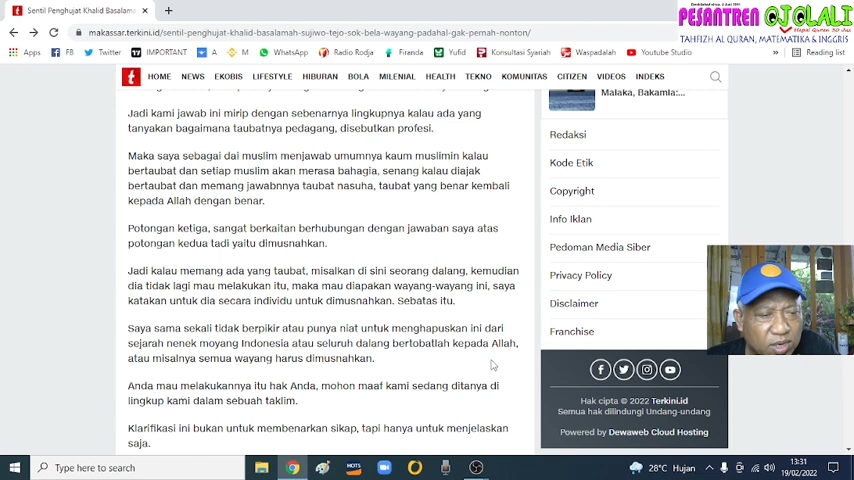 Sentil Penghujat Khalid Basalama
PESANTREN OJOLALI
Hapal Quran 30 Juz
TAHFIZH AL QURAN, MATEMATIKA & INGGRIS
makassar.terkini.id/sentil-penghujat-khalid-basalamah-sujiwo-tejo-sok-bela-wayang-padahal-gak-pernah-nonton/
Apps FB YT IMPORTANT A M G WhatsApp Radio Rodja Firanda Yufid Konsultasi Syariah Waspadalah Youtube Studio Reading list
t HOME NEWS EKOBIS LIFESTYLE HIBURAN BOLA MILENIAL HEALTH TEKNO KOMUNITAS CITIZEN VIDEOS INDEKS
Malaka, Bakamla:...
Jadi kami jawab ini mirip dengan sebenarnya lingkupnya kalau ada yang
tanyakan bagaimana taubatnya pedagang, disebutkan profesi.
Maka saya sebagai dai muslim menjawab umumnya kaum muslimin kalau
bertaubat dan setiap muslim akan merasa bahagia, senang kalau diajak
bertaubat dan memang jawabnnya taubat nasuha, taubat yang benar kembali
kepada Allah dengan benar.
Potongan ketiga, sangat berkaitan berhubungan dengan jawaban saya atas
potongan kedua tadi yaitu dimusnahkan.
Jadi kalau memang ada yang taubat, misalkan di sini seorang dalang, kemudian
dia tidak lagi mau melakukan itu, maka mau diapakan wayang-wayang ini, saya
katakan untuk dia secara individu untuk dimusnahkan. Sebatas itu.
Saya sama sekali tidak berpikir atau punya niat untuk menghapuskan ini dari
sejarah nenek moyang Indonesia atau seluruh dalang bertobatlah kepada Allah,
atau misalnya semua wayang harus dimusnahkan.
Anda mau melakukannya itu hak Anda, mohon maaf kami sedang ditanya di
lingkup kami dalam sebuah taklim.
Klarifikasi ini bukan untuk membenarkan sikap, tapi hanya untuk menjelaskan
saja.
Redaksi
Kode Etik
Copyright
Info Iklan
Pedoman Media Siber
Privacy Policy
Disclaimer
Franchise
Hak cipta © 2022 Terkini.id
Semua hak dilindungi Undang-undang
Powered by Dewaweb Cloud Hosting
Type here to search
HOTS
28°C Hujan
13:31
19/02/2022